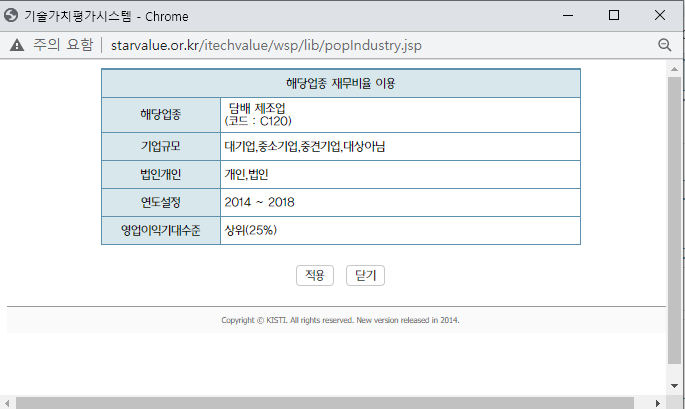 기술가치평가시스템 - Chrome
주의 요함 | starvalue.or.kr/itechvalue/wsp/lib/popIndustry.jsp
해당업종 재무비율 이용
해당업종 담배 제조업
(코드 : C120)
기업규모 대기업,중소기업,중견기업,대상아님
법인개인 개인,법인
연도설정 2014 ~ 2018
영업이익기대수준 상위(25%)
적용 닫기
Copyright ⓒ KISTI. All rights reserved. New version released in 2014.